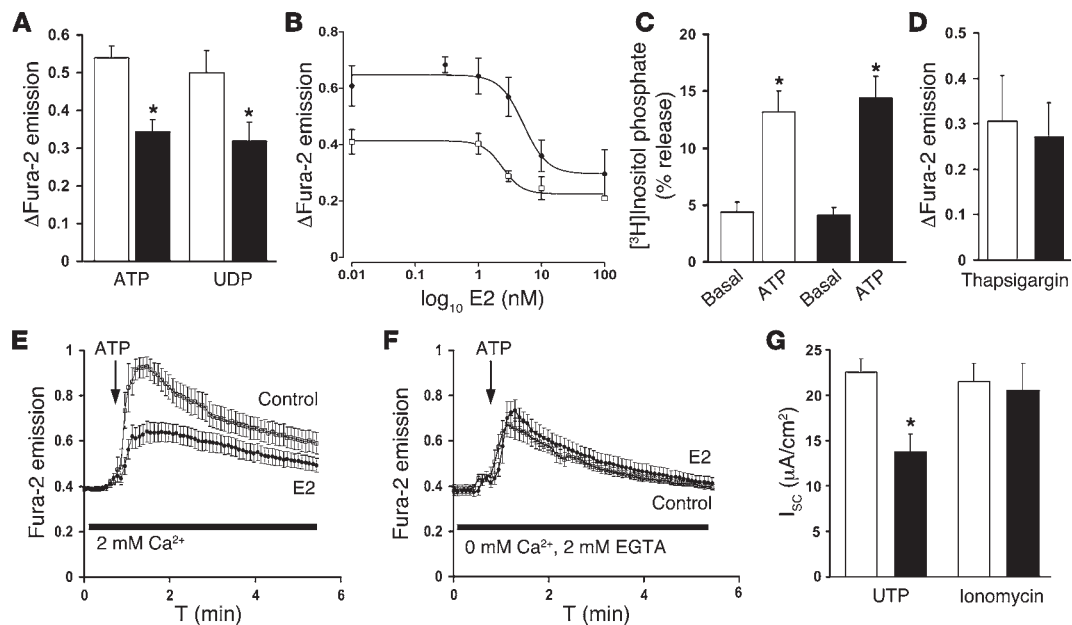 A
0.6
0.5
0.4
0.3
0.2
0.1
0
ΔFura-2 emission
*
*
ATP
UDP
B
0.8
0.6
0.4
0.2
0
ΔFura-2 emission
0.01
0.1
1
10
100
log10 E2 (nM)
C
20
15
10
5
0
[³H]Inositol phosphate
(% release)
*
*
Basal
ATP
Basal
ATP
D
0.5
0.4
0.3
0.2
0.1
0
ΔFura-2 emission
Thapsigargin
E
1
0.8
0.6
0.4
0.2
0
Fura-2 emission
ATP
Control
E2
2 mM Ca²⁺
0
2
4
6
T (min)
F
1
0.8
0.6
0.4
0.2
0
Fura-2 emission
ATP
E2
Control
0 mM Ca²⁺, 2 mM EGTA
0
2
4
6
T (min)
G
25
23
18
13
10
5
0
ISC (μA/cm²)
*
UTP
Ionomycin